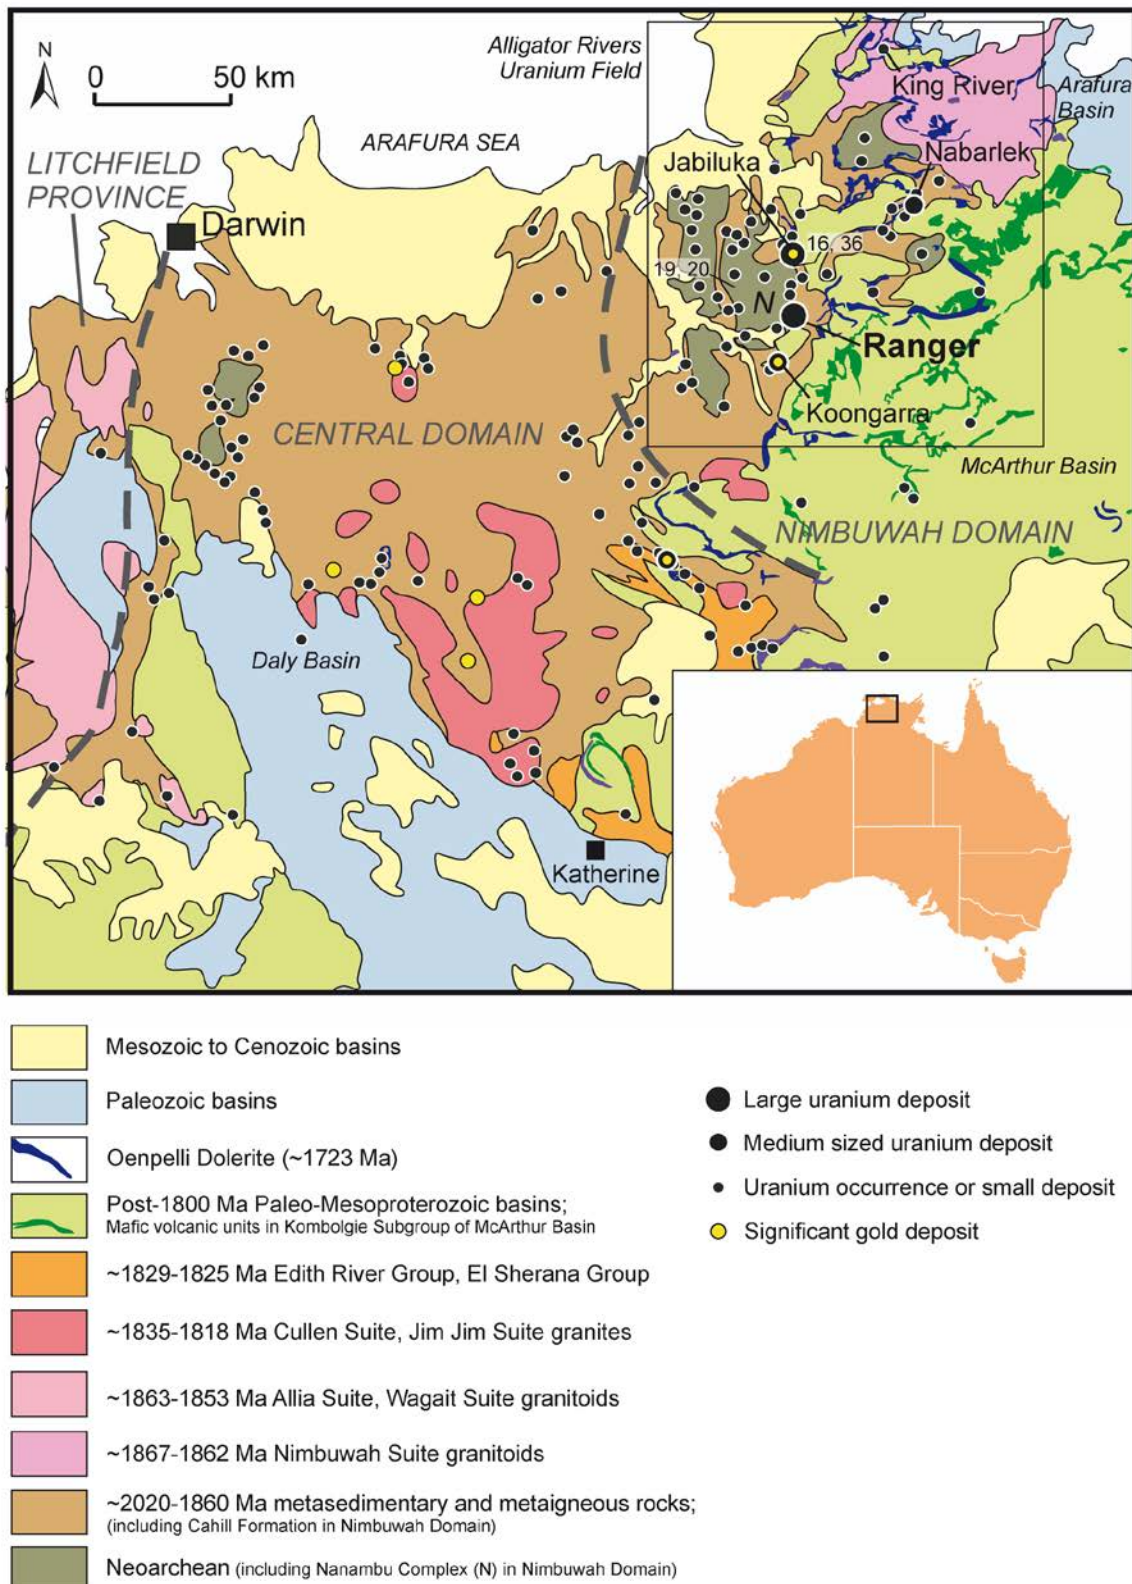 Alligator Rivers
Uranium Field
N
0 50 km
King River
Arafura
Basin
ARAFURA SEA
LITCHFIELD
PROVINCE
Jabiluka
Nabarlek
Darwin
16, 36
19, 20
N
Ranger
Koongarra
CENTRAL DOMAIN
McArthur Basin
NIMBUWAH DOMAIN
Daly Basin
Katherine
Mesozoic to Cenozoic basins
Paleozoic basins
Oenpelli Dolerite (~1723 Ma)
Post-1800 Ma Paleo-Mesoproterozoic basins;
Mafic volcanic units in Kombolgie Subgroup of McArthur Basin
~1829-1825 Ma Edith River Group, El Sherana Group
~1835-1818 Ma Cullen Suite, Jim Jim Suite granites
~1863-1853 Ma Allia Suite, Wagait Suite granitoids
~1867-1862 Ma Nimbuwah Suite granitoids
~2020-1860 Ma metasedimentary and metaigneous rocks;
(including Cahill Formation in Nimbuwah Domain)
Neoarchean (including Nanambu Complex (N) in Nimbuwah Domain)
Large uranium deposit
Medium sized uranium deposit
Uranium occurrence or small deposit
Significant gold deposit